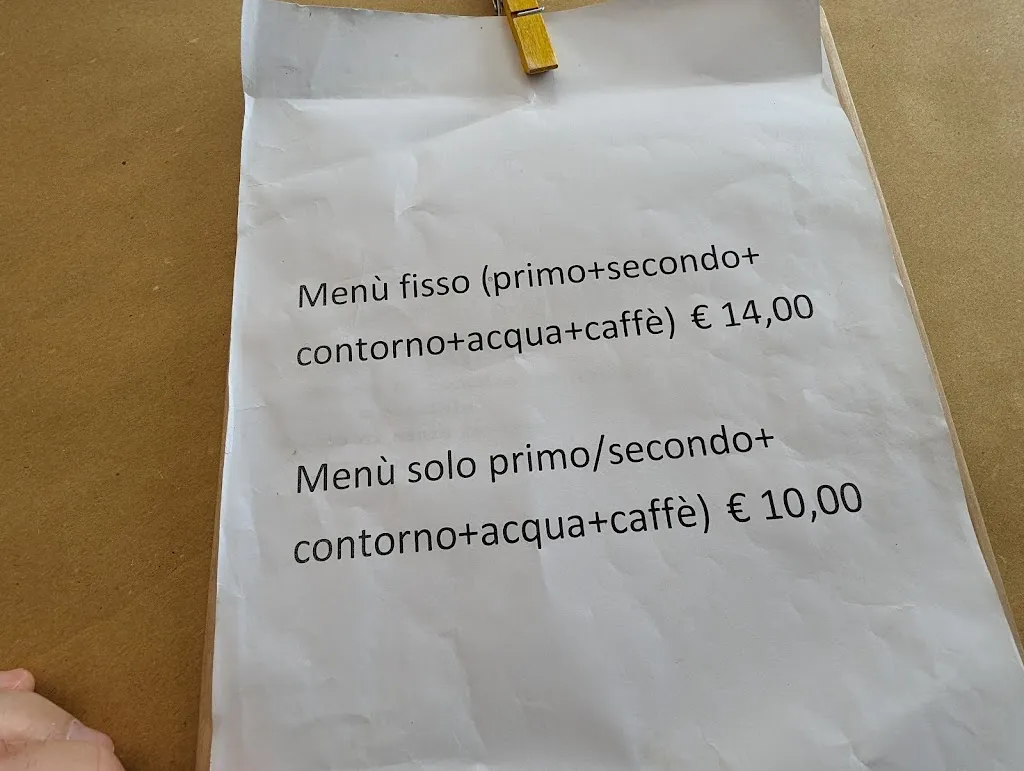 Menù fisso (primo+secondo+
contorno+acqua+caffè) € 14,00
Menù solo primo/secondo+
contorno+acqua+caffè) € 10,00